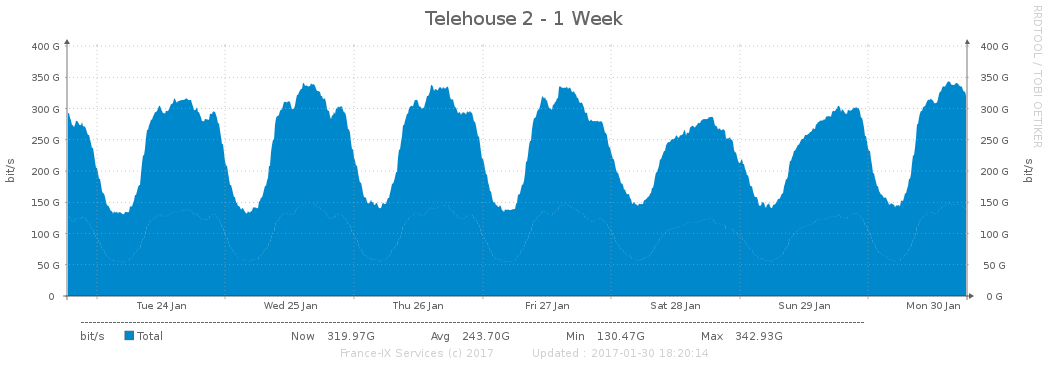 Telehouse 2 - 1 Week
RRDTOOL / TOBI OETIKER
400 G 400 G
350 G 350 G
300 G 300 G
250 G 250 G
200 G 200 G
150 G 150 G
100 G 100 G
50 G 50 G
0 0 G
bit/s bit/s
Tue 24 Jan Wed 25 Jan Thu 26 Jan Fri 27 Jan Sat 28 Jan Sun 29 Jan Mon 30 Jan
bit/s Total Now 319.97G Avg 243.70G Min 130.47G Max 342.93G
France-IX Services (c) 2017 Updated : 2017-01-30 18:20:14